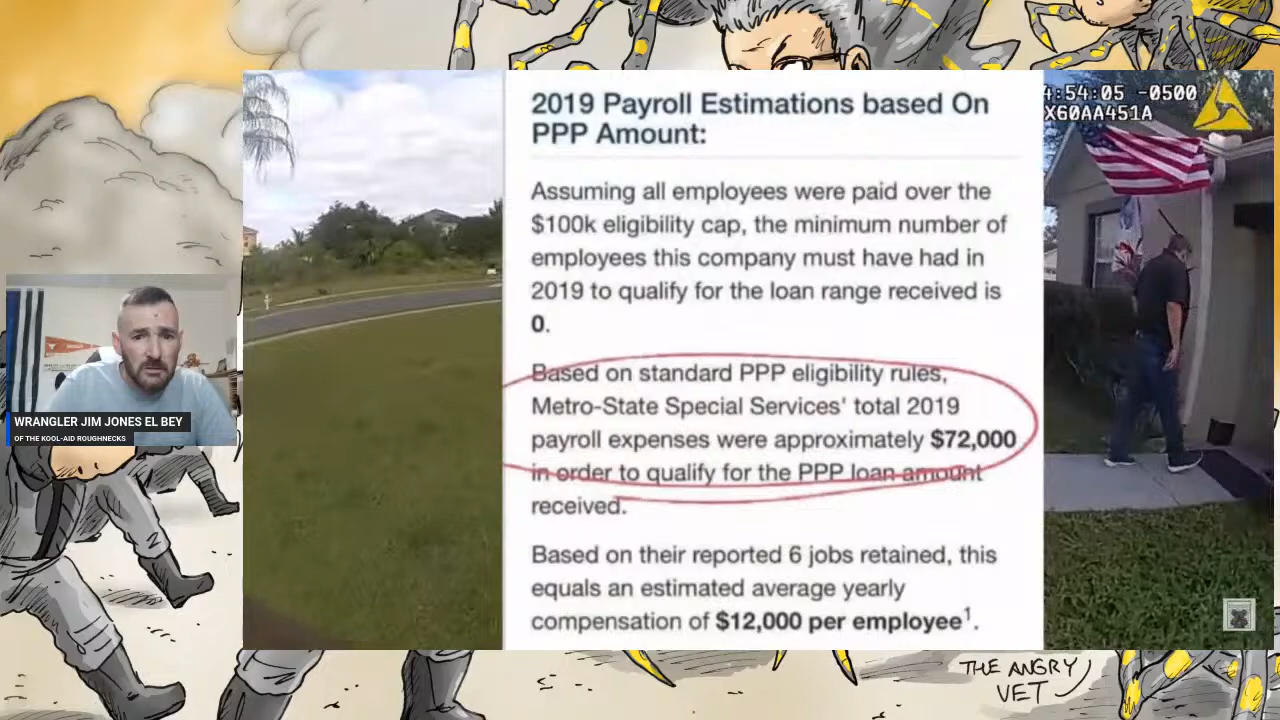 2019 Payroll Estimations based On
PPP Amount:
Assuming all employees were paid over the
$100k eligibility cap, the minimum number of
employees this company must have had in
2019 to qualify for the loan range received is
0.
Based on standard PPP eligibility rules,
Metro-State Special Services' total 2019
payroll expenses were approximately $72,000
in order to qualify for the PPP loan amount
received.
Based on their reported 6 jobs retained, this
equals an estimated average yearly
compensation of $12,000 per employee1.
4:54:05 -0500
X60AA451A
WRANGLER JIM JONES EL BEY
OF THE KOOL-AID ROUGHNECKS
THE ANGRY
VET